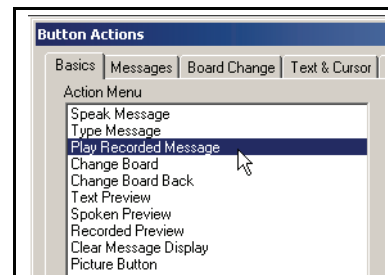 Button Actions
Basics Messages Board Change Text & Cursor
Action Menu
Speak Message
Type Message
Play Recorded Message
Change Board
Change Board Back
Text Preview
Spoken Preview
Recorded Preview
Clear Message Display
Picture Button